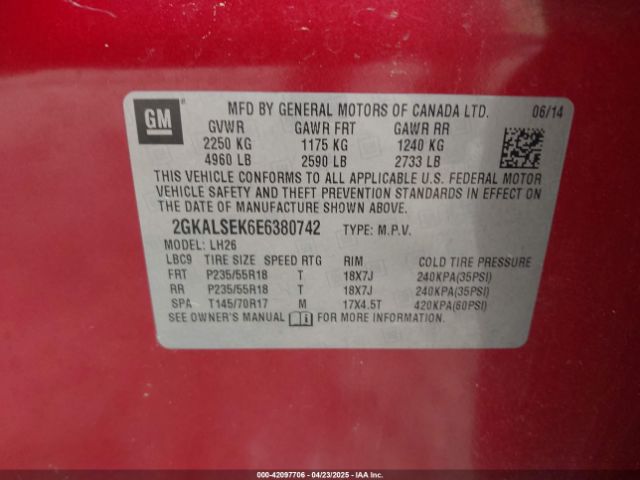 GM
MFD BY GENERAL MOTORS OF CANADA LTD. 06/14
GVWR GAWR FRT GAWR RR
2250 KG 1175 KG 1240 KG
4960 LB 2590 LB 2733 LB
THIS VEHICLE CONFORMS TO ALL APPLICABLE U.S. FEDERAL MOTOR
VEHICLE SAFETY AND THEFT PREVENTION STANDARDS IN EFFECT ON
THE DATE OF MANUFACTURE SHOWN ABOVE.
2GKALSEK6E6380742 TYPE: M.P.V.
MODEL: LH26
LBC9 TIRE SIZE SPEED RTG RIM COLD TIRE PRESSURE
FRT P235/55R18 T 18X7J 240KPA(35PSI)
RR P235/55R18 T 18X7J 240KPA(35PSI)
SPA T145/70R17 M 17X4.5T 420KPA(60PSI)
SEE OWNER'S MANUAL FOR MORE INFORMATION.
000-42097706 - 04/23/2025 - IAA Inc.